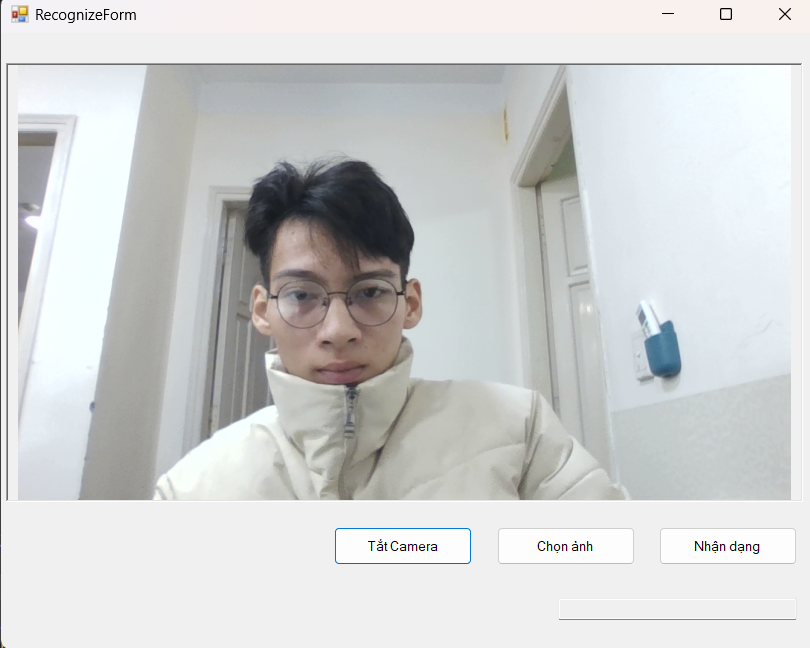 RecognizeForm
Tắt Camera
Chọn ảnh
Nhận dạng